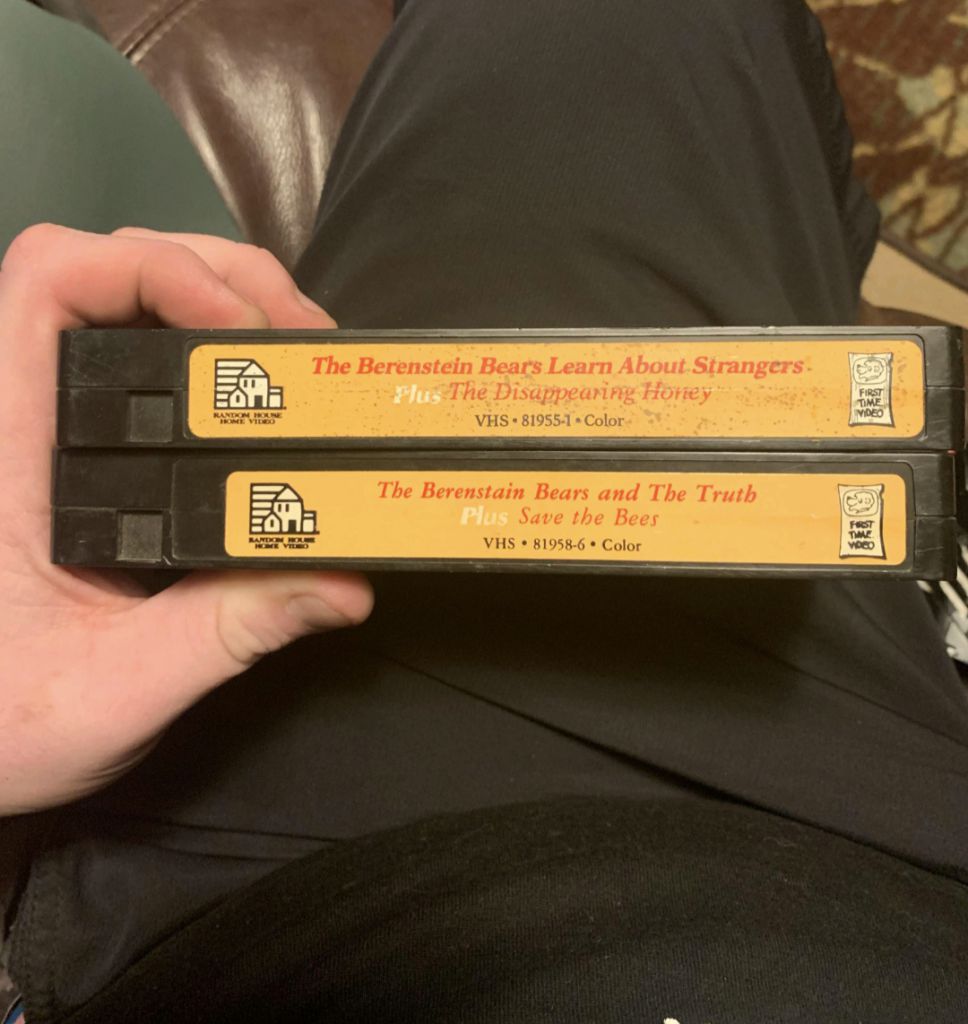 The Berenstein Bears Learn About Strangers
Plus The Disappearing Honey
VHS • 81955-1 • Color
RANDOM HOUSE
HOME VIDEO
FIRST
TIME
VIDEO
The Berenstain Bears and The Truth
Plus Save the Bees
VHS • 81958-6 • Color
RANDOM HOUSE
HOME VIDEO
FIRST
TIME
VIDEO